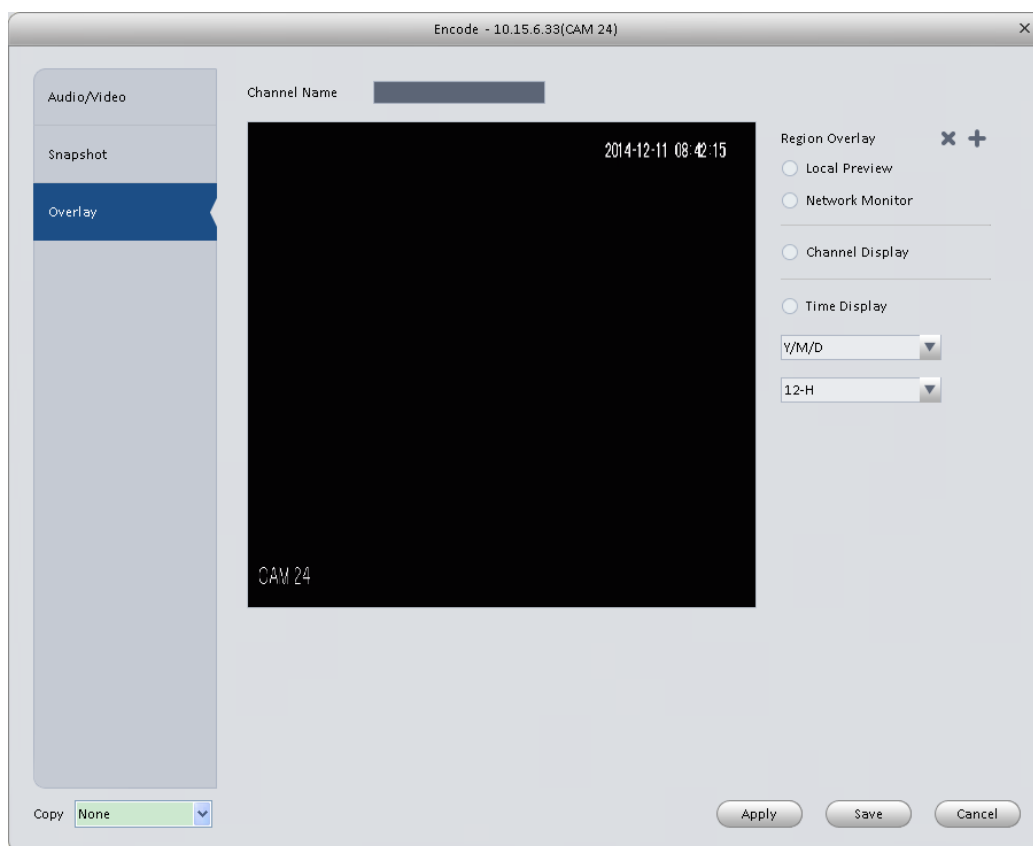 Encode - 10.15.6.33(CAM 24)
Audio/Video
Snapshot
Overlay
Channel Name
2014-12-11 08:42:15
CAM 24
Region Overlay
Local Preview
Network Monitor
Channel Display
Time Display
Y/M/D
12-H
Copy None
Apply Save Cancel